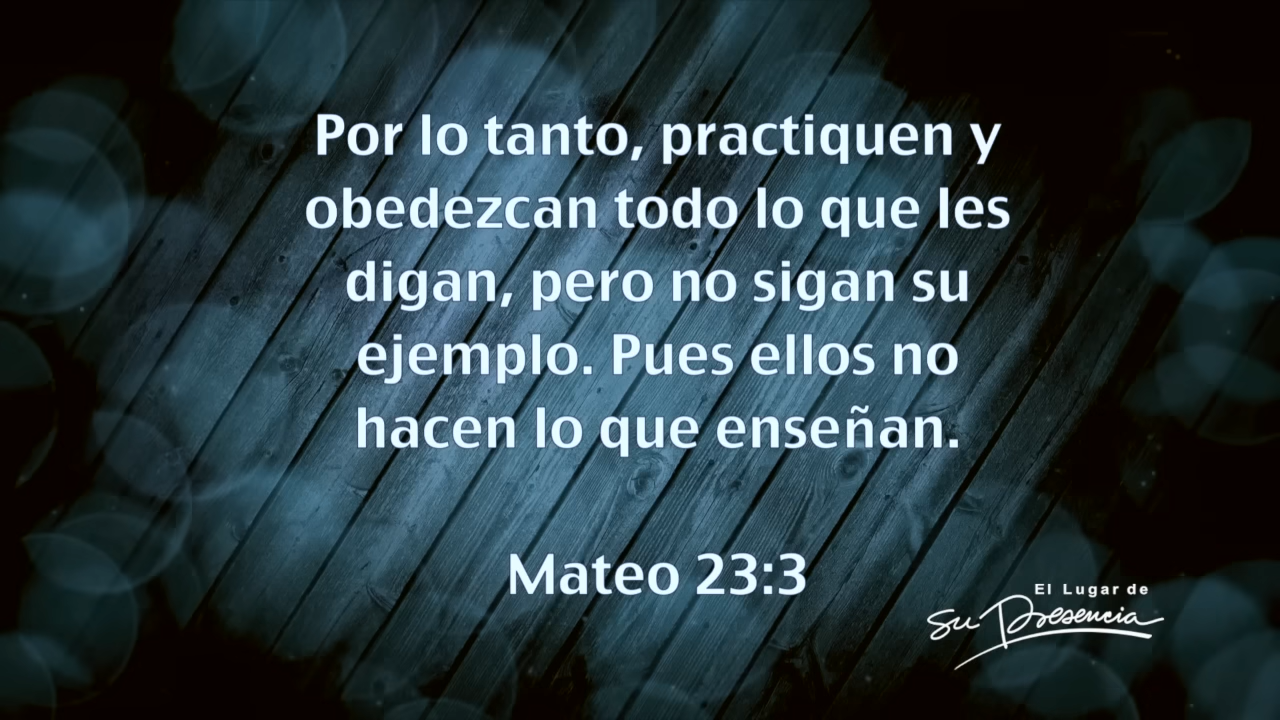 Por lo tanto, practiquen y
obedezcan todo lo que les
digan, pero no sigan su
ejemplo. Pues ellos no
hacen lo que enseñan.
Mateo 23:3
El Lugar de
Su Presencia